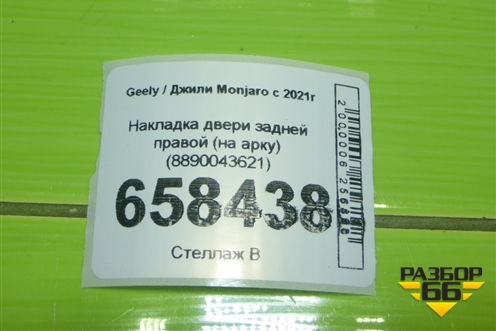 Geely / Джили Monjaro с 2021г
Накладка двери задней
правой (на арку)
(8890043621)
658438
Стеллаж В
РАЗБОР
66